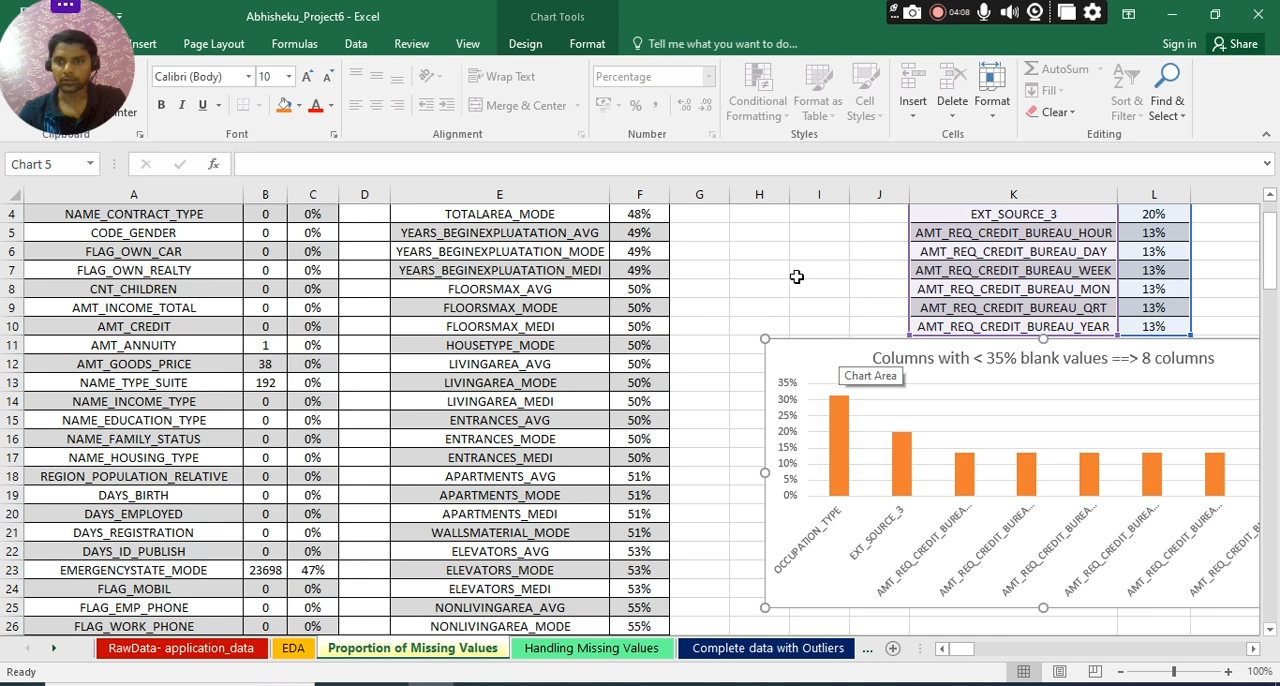 Abhisheku_Project6 - Excel
Chart Tools
04:08
Insert
Page Layout
Formulas
Data
Review
View
Design
Format
Tell me what you want to do...
Sign in
Share
Calibri (Body)
10
Wrap Text
Merge & Center
Percentage
Conditional Formatting
Format as Table
Cell Styles
Insert
Delete
Format
AutoSum
Fill
Clear
Sort & Filter
Find & Select
Clipboard
Font
Alignment
Number
Styles
Cells
Editing
Chart 5
fx
A B C D E F G H I J K L
4 NAME_CONTRACT_TYPE 0 0% TOTALAREA_MODE 48% EXT_SOURCE_3 20%
5 CODE_GENDER 0 0% YEARS_BEGINEXPLUATATION_AVG 49% AMT_REQ_CREDIT_BUREAU_HOUR 13%
6 FLAG_OWN_CAR 0 0% YEARS_BEGINEXPLUATATION_MODE 49% AMT_REQ_CREDIT_BUREAU_DAY 13%
7 FLAG_OWN_REALTY 0 0% YEARS_BEGINEXPLUATATION_MEDI 49% AMT_REQ_CREDIT_BUREAU_WEEK 13%
8 CNT_CHILDREN 0 0% FLOORSMAX_AVG 50% AMT_REQ_CREDIT_BUREAU_MON 13%
9 AMT_INCOME_TOTAL 0 0% FLOORSMAX_MODE 50% AMT_REQ_CREDIT_BUREAU_QRT 13%
10 AMT_CREDIT 0 0% FLOORSMAX_MEDI 50% AMT_REQ_CREDIT_BUREAU_YEAR 13%
11 AMT_ANNUITY 1 0% HOUSETYPE_MODE 50%
12 AMT_GOODS_PRICE 38 0% LIVINGAREA_AVG 50%
13 NAME_TYPE_SUITE 192 0% LIVINGAREA_MODE 50%
14 NAME_INCOME_TYPE 0 0% LIVINGAREA_MEDI 50%
15 NAME_EDUCATION_TYPE 0 0% ENTRANCES_AVG 50%
16 NAME_FAMILY_STATUS 0 0% ENTRANCES_MODE 50%
17 NAME_HOUSING_TYPE 0 0% ENTRANCES_MEDI 50%
18 REGION_POPULATION_RELATIVE 0 0% APARTMENTS_AVG 51%
19 DAYS_BIRTH 0 0% APARTMENTS_MODE 51%
20 DAYS_EMPLOYED 0 0% APARTMENTS_MEDI 51%
21 DAYS_REGISTRATION 0 0% WALLSMATERIAL_MODE 51%
22 DAYS_ID_PUBLISH 0 0% ELEVATORS_AVG 53%
23 EMERGENCYSTATE_MODE 23698 47% ELEVATORS_MODE 53%
24 FLAG_MOBIL 0 0% ELEVATORS_MEDI 53%
25 FLAG_EMP_PHONE 0 0% NONLIVINGAREA_AVG 55%
26 FLAG_WORK_PHONE 0 0% NONLIVINGAREA_MEDI 55%
Columns with < 35% blank values ==> 8 columns
Chart Area
35%
30%
25%
20%
15%
10%
5%
0%
OCCUPATION_TYPE
EXT_SOURCE_3
AMT_REQ_CREDIT_BUREA...
AMT_REQ_CREDIT_BUREA...
AMT_REQ_CREDIT_BUREA...
AMT_REQ_CREDIT_BUREA...
AMT_REQ_CREDIT_B
RawData- application_data
EDA
Proportion of Missing Values
Handling Missing Values
Complete data with Outliers
...
Ready
100%